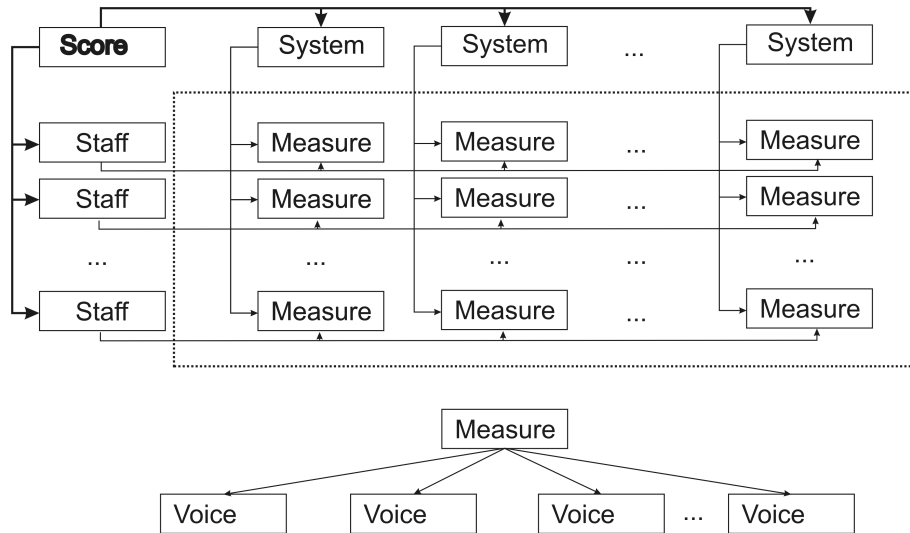 Score System System ... System
Staff Measure Measure ... Measure
Staff Measure Measure ... Measure
... ... ... ... ...
Staff Measure Measure ... Measure
Measure
Voice Voice Voice ... Voice